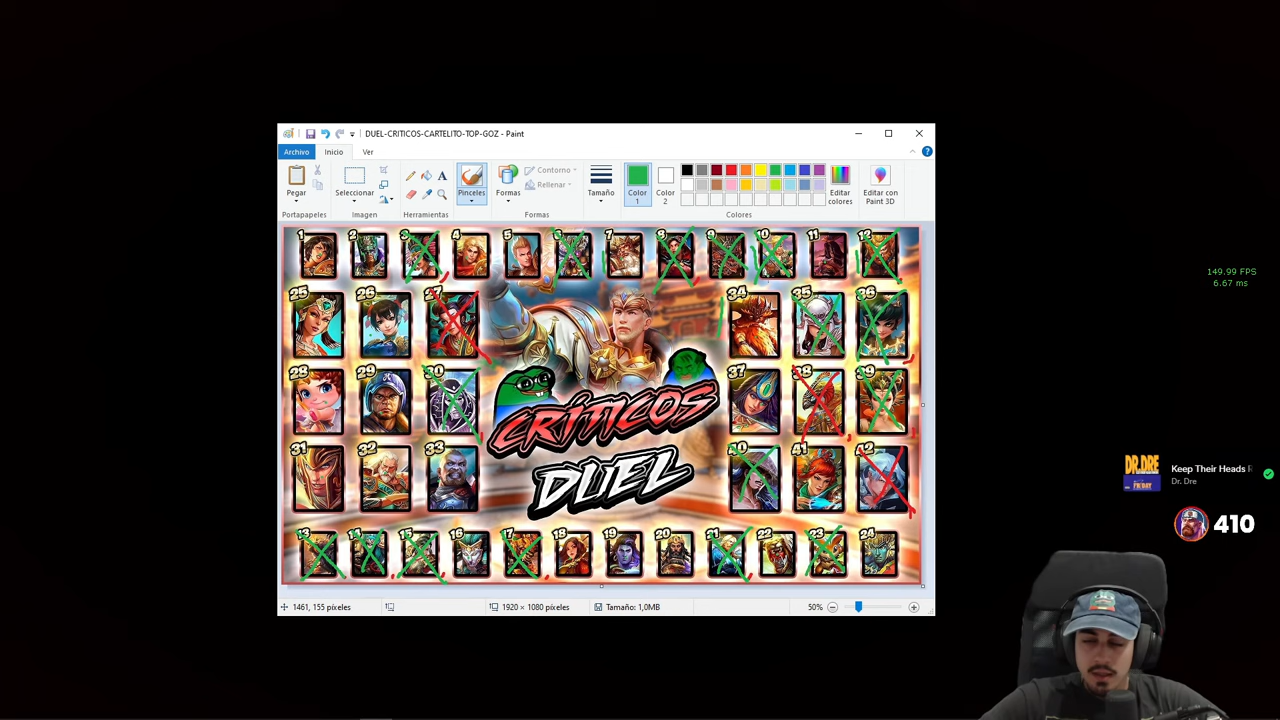 DUEL-CRITICOS-CARTELITO-TOP-GOZ - Paint
Archivo Inicio Ver
Pegar
Seleccionar
Pinceles
Formas
Contorno
Rellenar
Tamaño
Color 1
Color 2
Editar colores
Editar con Paint 3D
Portapapeles Imagen Herramientas Formas Colores
1 2 3 4 5 6 7 8 9 10 11 12
25 26 27 34 35 36
149.99 FPS
6.67 ms
28 29 30 37 38 39
CRÍTICOS
DUEL
31 32 33 40 41 42
13 14 15 16 17 18 19 20 21 22 23 24
DR. DRE
FRIDAY
Keep Their Heads R
Dr. Dre
410
1461, 155 píxeles
1920 × 1080 píxeles
Tamaño: 1,0MB
50%